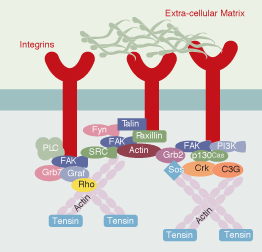 Extra-cellular Matrix
Integrins
Fyn
Talin
FAK
Paxillin
PLC
SRC
Actin
FAK
Grb7
Graf
Rho
Actin
Tensin
Tensin
Grb2
FAK
PI3K
p130Cas
Sos
Crk
C3G
Actin
Tensin
Tensin